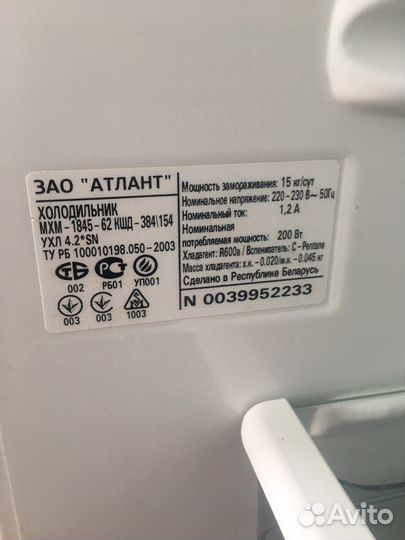 ЗАО "АТЛАНТ"
ХОЛОДИЛЬНИК
МХМ - 1845 - 62 КШД - 384\154
УХЛ 4.2*SN
ТУ РБ 100010198.050 - 2003
002 РБ01 УП001
003 003 1003
Мощность замораживания: 15 кг/сут
Номинальное напряжение: 220 - 230 В~ 50Гц
Номинальный ток: 1,2 А
Номинальная
потребляемая мощность: 200 Вт
Хладагент: R600a / Вспениватель: C - Pentane
Масса хладагента: х.к. - 0.020/м.к. - 0.045 кг
Сделано в Республике Беларусь
N 0039952233
Avito